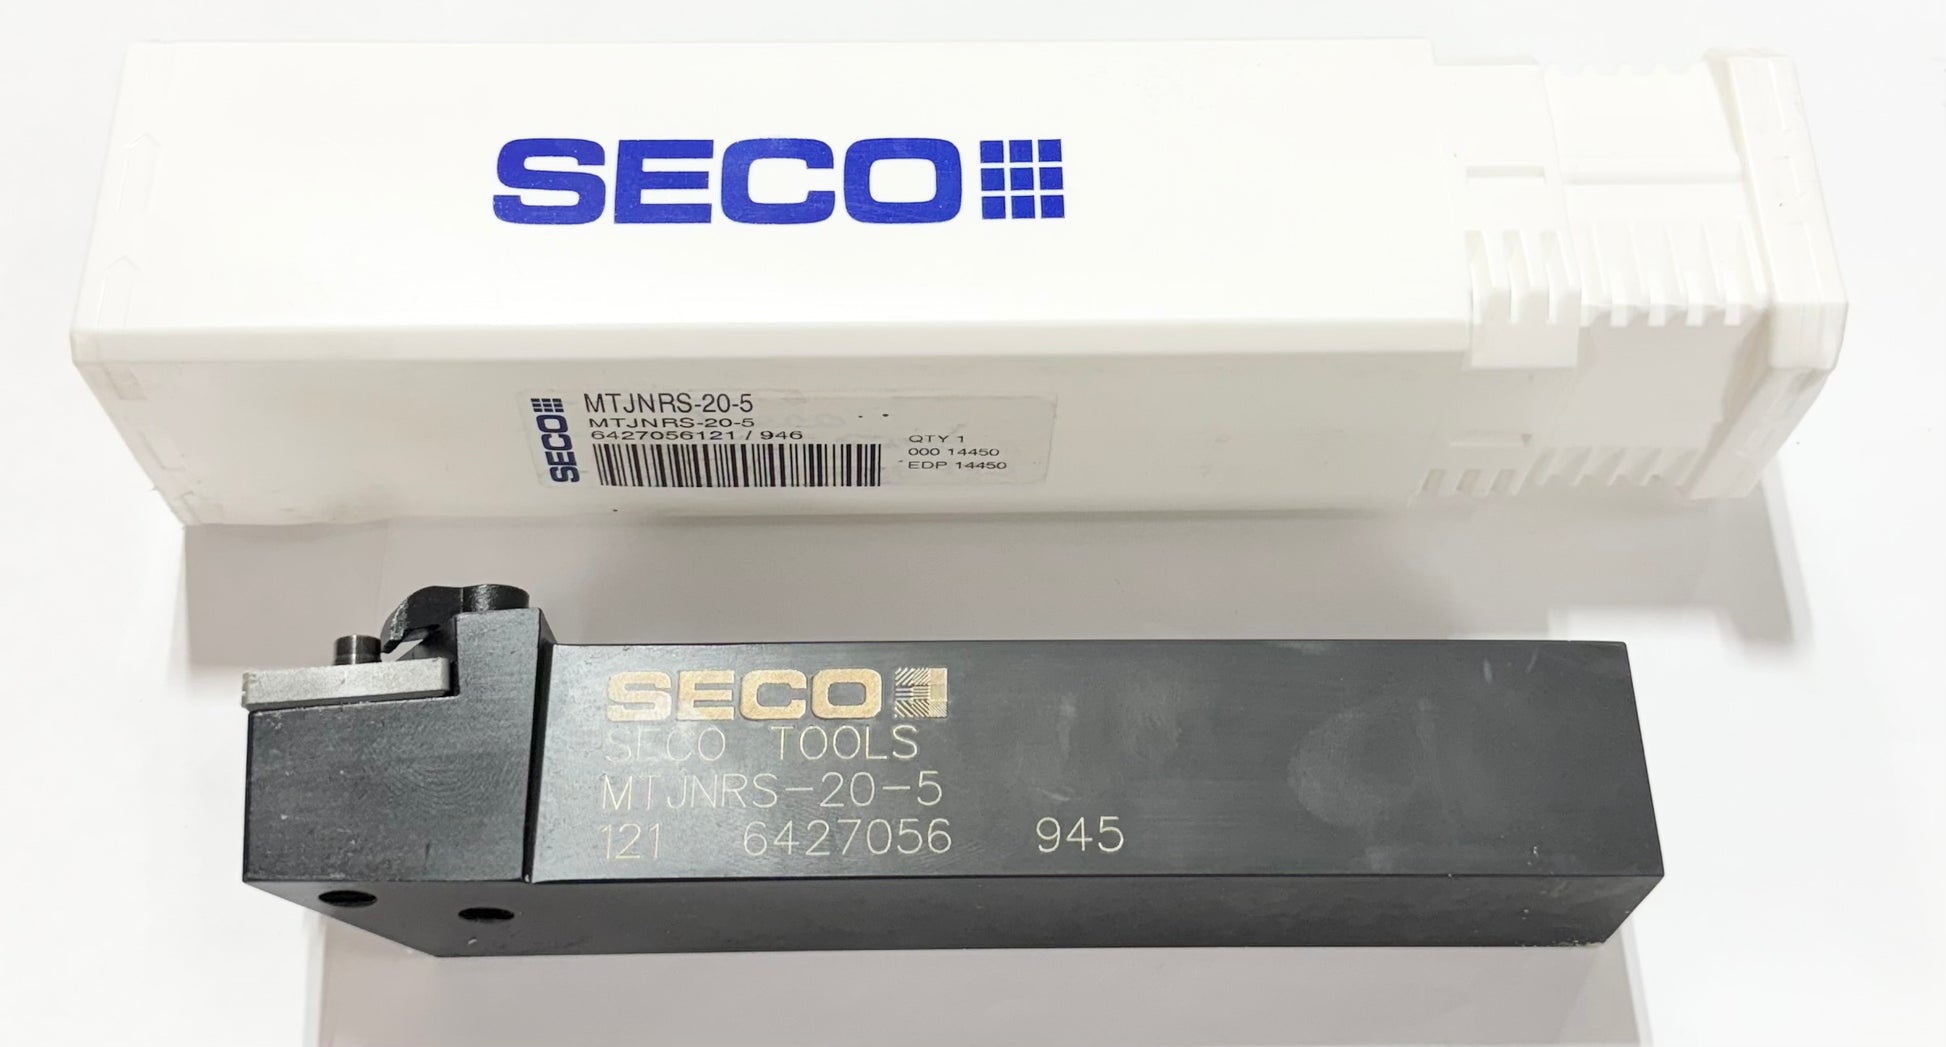 SECO
SECO
MTJNRS-20-5
MTJNRS-20-5
6427056121 / 946
QTY 1
000 14450
EDP 14450
SECO
SECO TOOLS
MTJNRS-20-5
121 6427056 945